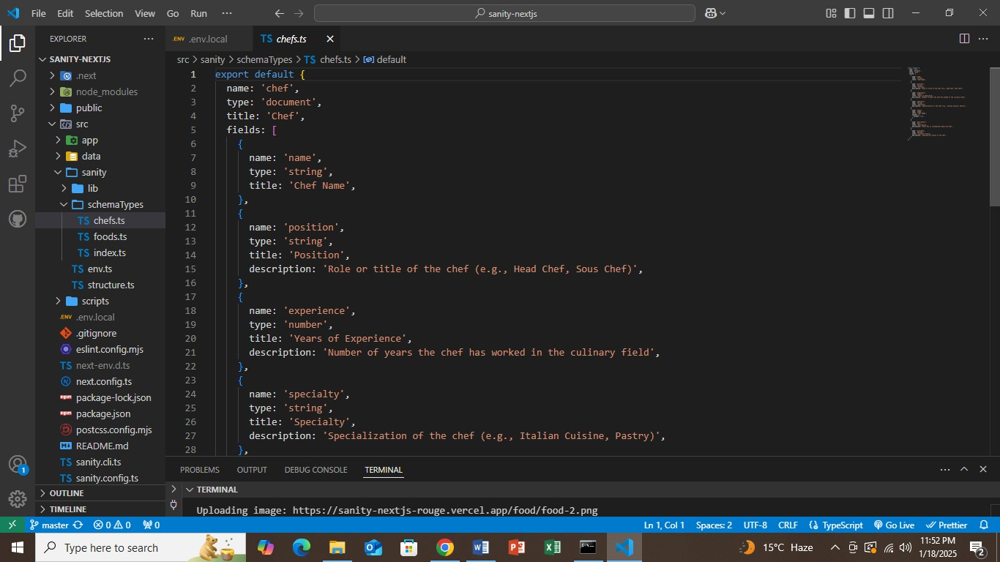 File Edit Selection View Go Run ··· sanity-nextjs
EXPLORER ···
.ENV .env.local TS chefs.ts
SANITY-NEXTJS
src > sanity > schemaTypes > TS chefs.ts > default
.next
node_modules
public
src
app
data
sanity
lib
schemaTypes
TS chefs.ts
TS foods.ts
TS index.ts
TS env.ts
TS structure.ts
scripts
.ENV .env.local
.gitignore
eslint.config.mjs
TS next-env.d.ts
N next.config.ts
npm package-lock.json
npm package.json
postcss.config.mjs
README.md
TS sanity.cli.ts
TS sanity.config.ts
OUTLINE
TIMELINE
1 export default {
2 name: 'chef',
3 type: 'document',
4 title: 'Chef',
5 fields: [
6 {
7 name: 'name',
8 type: 'string',
9 title: 'Chef Name',
10 },
11 {
12 name: 'position',
13 type: 'string',
14 title: 'Position',
15 description: 'Role or title of the chef (e.g., Head Chef, Sous Chef)',
16 },
17 {
18 name: 'experience',
19 type: 'number',
20 title: 'Years of Experience',
21 description: 'Number of years the chef has worked in the culinary field',
22 },
23 {
24 name: 'specialty',
25 type: 'string',
26 title: 'Specialty',
27 description: 'Specialization of the chef (e.g., Italian Cuisine, Pastry)',
28 },
PROBLEMS OUTPUT DEBUG CONSOLE TERMINAL
TERMINAL
Uploading image: https://sanity-nextjs-rouge.vercel.app/food/food-2.png
1
master 0 0 0 Ln 1, Col 1 Spaces: 2 UTF-8 CRLF {} TypeScript Go Live Prettier
Type here to search 15°C Haze 11:52 PM
1/18/2025
2